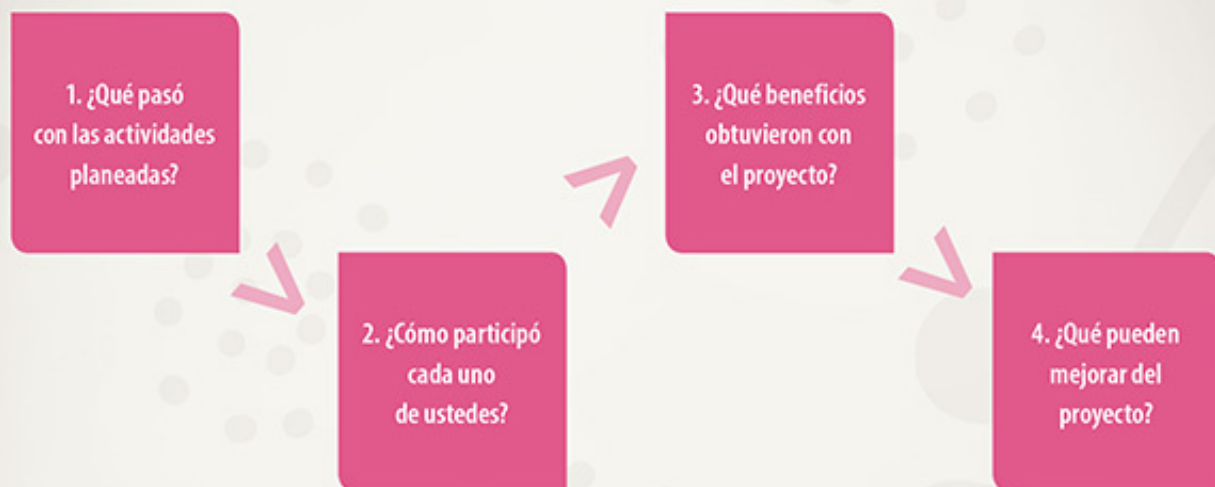 1. ¿Qué pasó
con las actividades
planeadas?
2. ¿Cómo participó
cada uno
de ustedes?
3. ¿Qué beneficios
obtuvieron con
el proyecto?
4. ¿Qué pueden
mejorar del
proyecto?